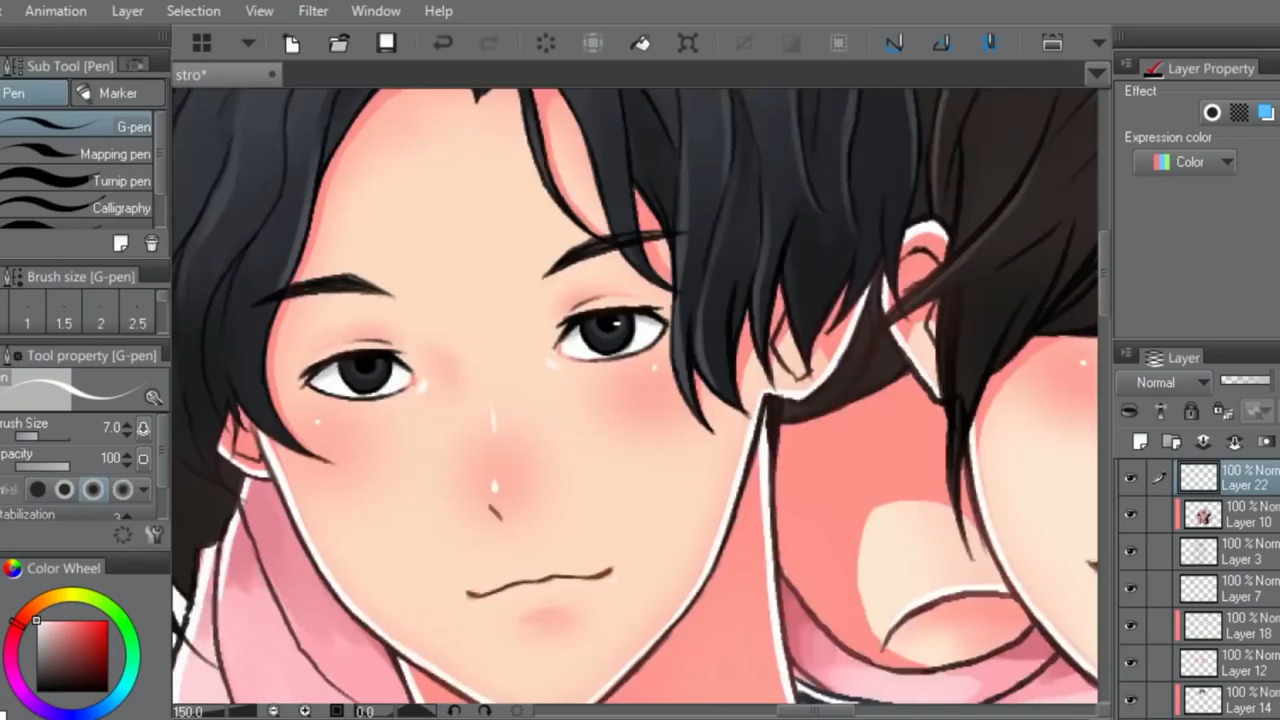 Animation Layer Selection View Filter Window Help
Sub Tool [Pen]
stro*
Layer Property
Pen
Marker
Effect
G-pen
Expression color
Mapping pen
Color
Turnip pen
Calligraphy
Brush size [G-pen]
1 1.5 2 2.5
Tool property [G-pen]
Layer
Normal
rush Size 7.0
pacity 100
tabilization
100 % Nor
Layer 22
100 % Nor
Layer 10
100 % Nor
Layer 3
100 % Nor
Layer 7
100 % Nor
Layer 18
100 % Nor
Layer 12
100 % Nor
Layer 14
Color Wheel
150.0 0.0